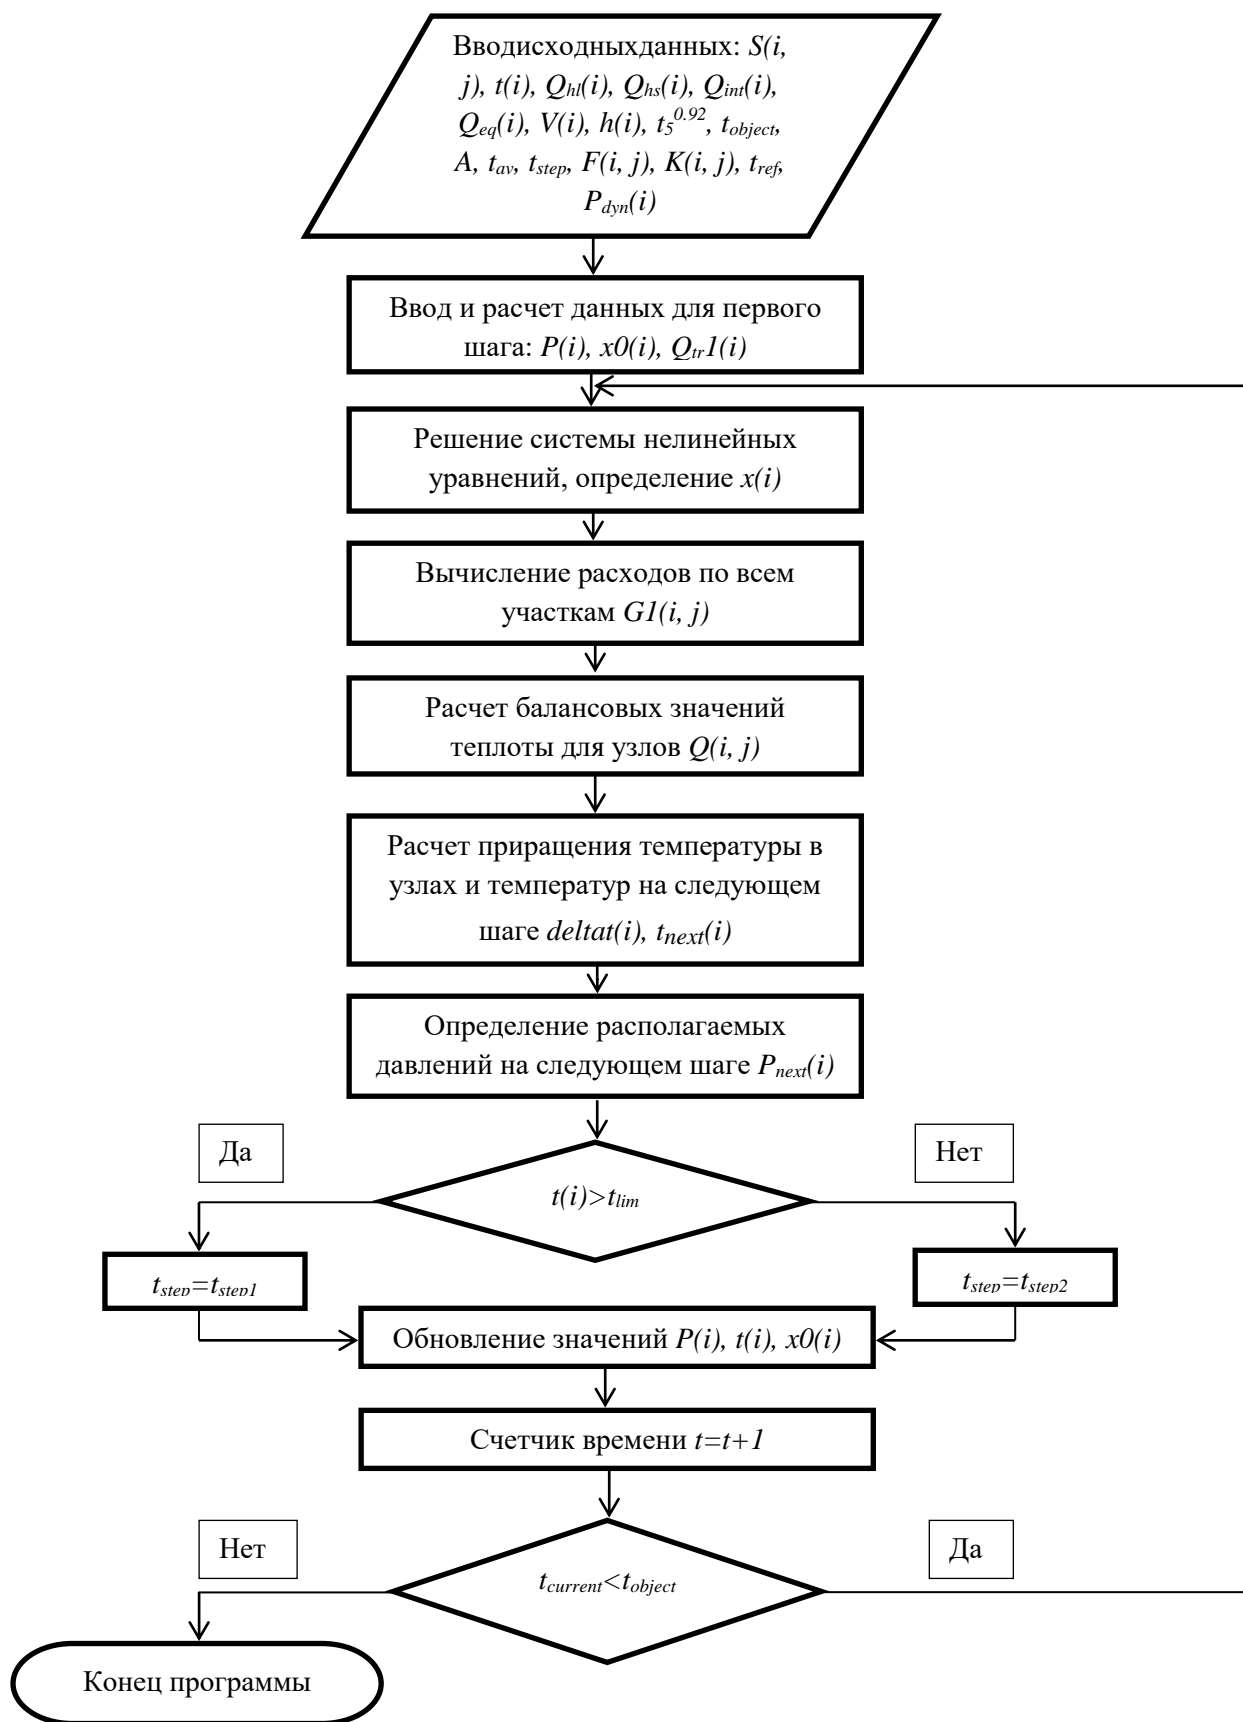 Вводисходныхданных: S(i,
j), t(i), Qhl(i), Qhs(i), Qint(i),
Qeq(i), V(i), h(i), t5^0.92, tobject,
A, tav, tstep, F(i, j), K(i, j), tref,
Pdyn(i)
Ввод и расчет данных для первого
шага: P(i), x0(i), Qtr1(i)
Решение системы нелинейных
уравнений, определение x(i)
Вычисление расходов по всем
участкам G1(i, j)
Расчет балансовых значений
теплоты для узлов Q(i, j)
Расчет приращения температуры в
узлах и температур на следующем
шаге deltat(i), tnext(i)
Определение располагаемых
давлений на следующем шаге Pnext(i)
Да
Нет
t(i)>tlim
tstep=tstep1
tstep=tstep2
Обновление значений P(i), t(i), x0(i)
Счетчик времени t=t+1
Нет
Да
tcurrent<tobject
Конец программы